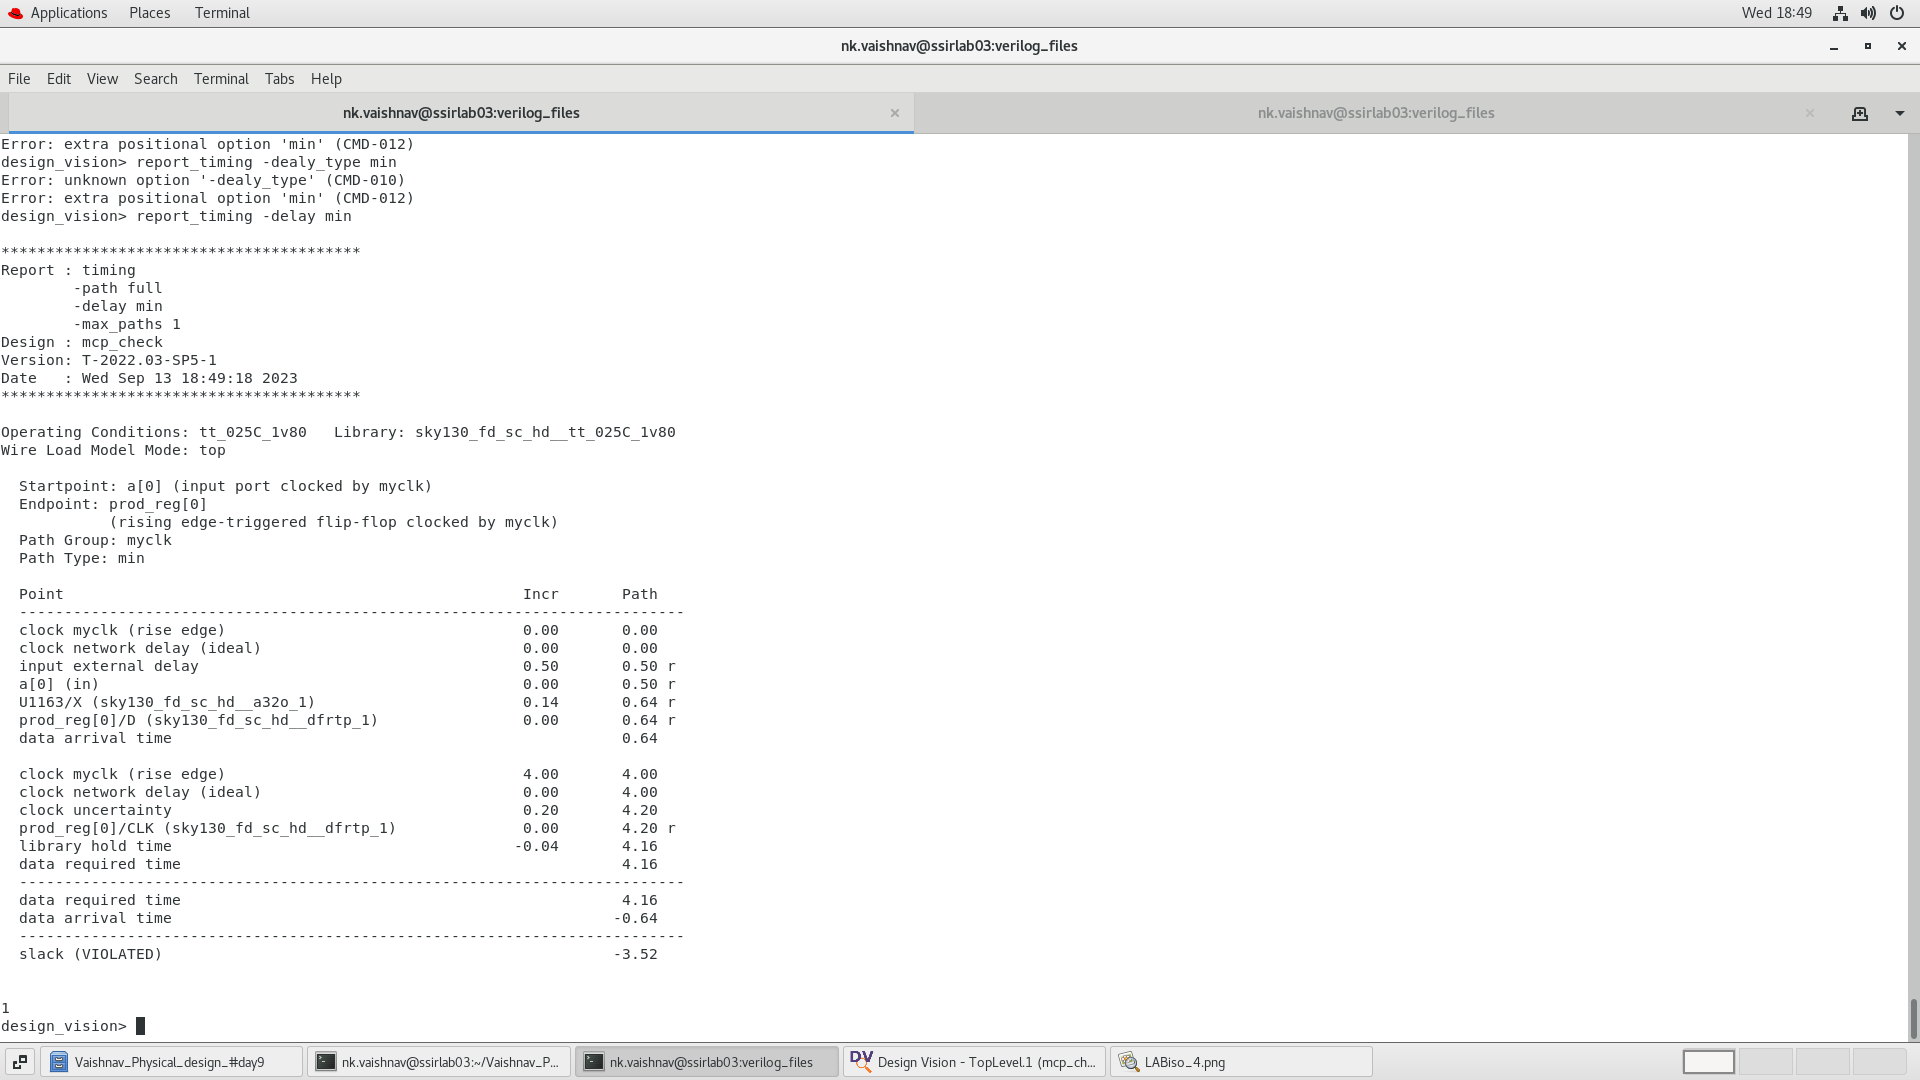 Applications Places Terminal Wed 18:49
nk.vaishnav@ssirlab03:verilog_files
File Edit View Search Terminal Tabs Help
nk.vaishnav@ssirlab03:verilog_files × nk.vaishnav@ssirlab03:verilog_files ×
Error: extra positional option 'min' (CMD-012)
design_vision> report_timing -dealy_type min
Error: unknown option '-dealy_type' (CMD-010)
Error: extra positional option 'min' (CMD-012)
design_vision> report_timing -delay min
****************************************
Report : timing
        -path full
        -delay min
        -max_paths 1
Design : mcp_check
Version: T-2022.03-SP5-1
Date   : Wed Sep 13 18:49:18 2023
****************************************
Operating Conditions: tt_025C_1v80   Library: sky130_fd_sc_hd__tt_025C_1v80
Wire Load Model Mode: top
  Startpoint: a[0] (input port clocked by myclk)
  Endpoint: prod_reg[0]
            (rising edge-triggered flip-flop clocked by myclk)
  Path Group: myclk
  Path Type: min
  Point                                                   Incr       Path
  --------------------------------------------------------------------------
  clock myclk (rise edge)                                 0.00       0.00
  clock network delay (ideal)                             0.00       0.00
  input external delay                                    0.50       0.50 r
  a[0] (in)                                               0.00       0.50 r
  U1163/X (sky130_fd_sc_hd__a32o_1)                       0.14       0.64 r
  prod_reg[0]/D (sky130_fd_sc_hd__dfrtp_1)                0.00       0.64 r
  data arrival time                                                  0.64
  clock myclk (rise edge)                                 4.00       4.00
  clock network delay (ideal)                             0.00       4.00
  clock uncertainty                                       0.20       4.20
  prod_reg[0]/CLK (sky130_fd_sc_hd__dfrtp_1)              0.00       4.20 r
  library hold time                                      -0.04       4.16
  data required time                                                 4.16
  --------------------------------------------------------------------------
  data required time                                                 4.16
  data arrival time                                                 -0.64
  --------------------------------------------------------------------------
  slack (VIOLATED)                                                  -3.52
1
design_vision>
Vaishnav_Physical_design_#day9 nk.vaishnav@ssirlab03:~/Vaishnav_P... nk.vaishnav@ssirlab03:verilog_files DV Design Vision - TopLevel.1 (mcp_ch... LABiso_4.png